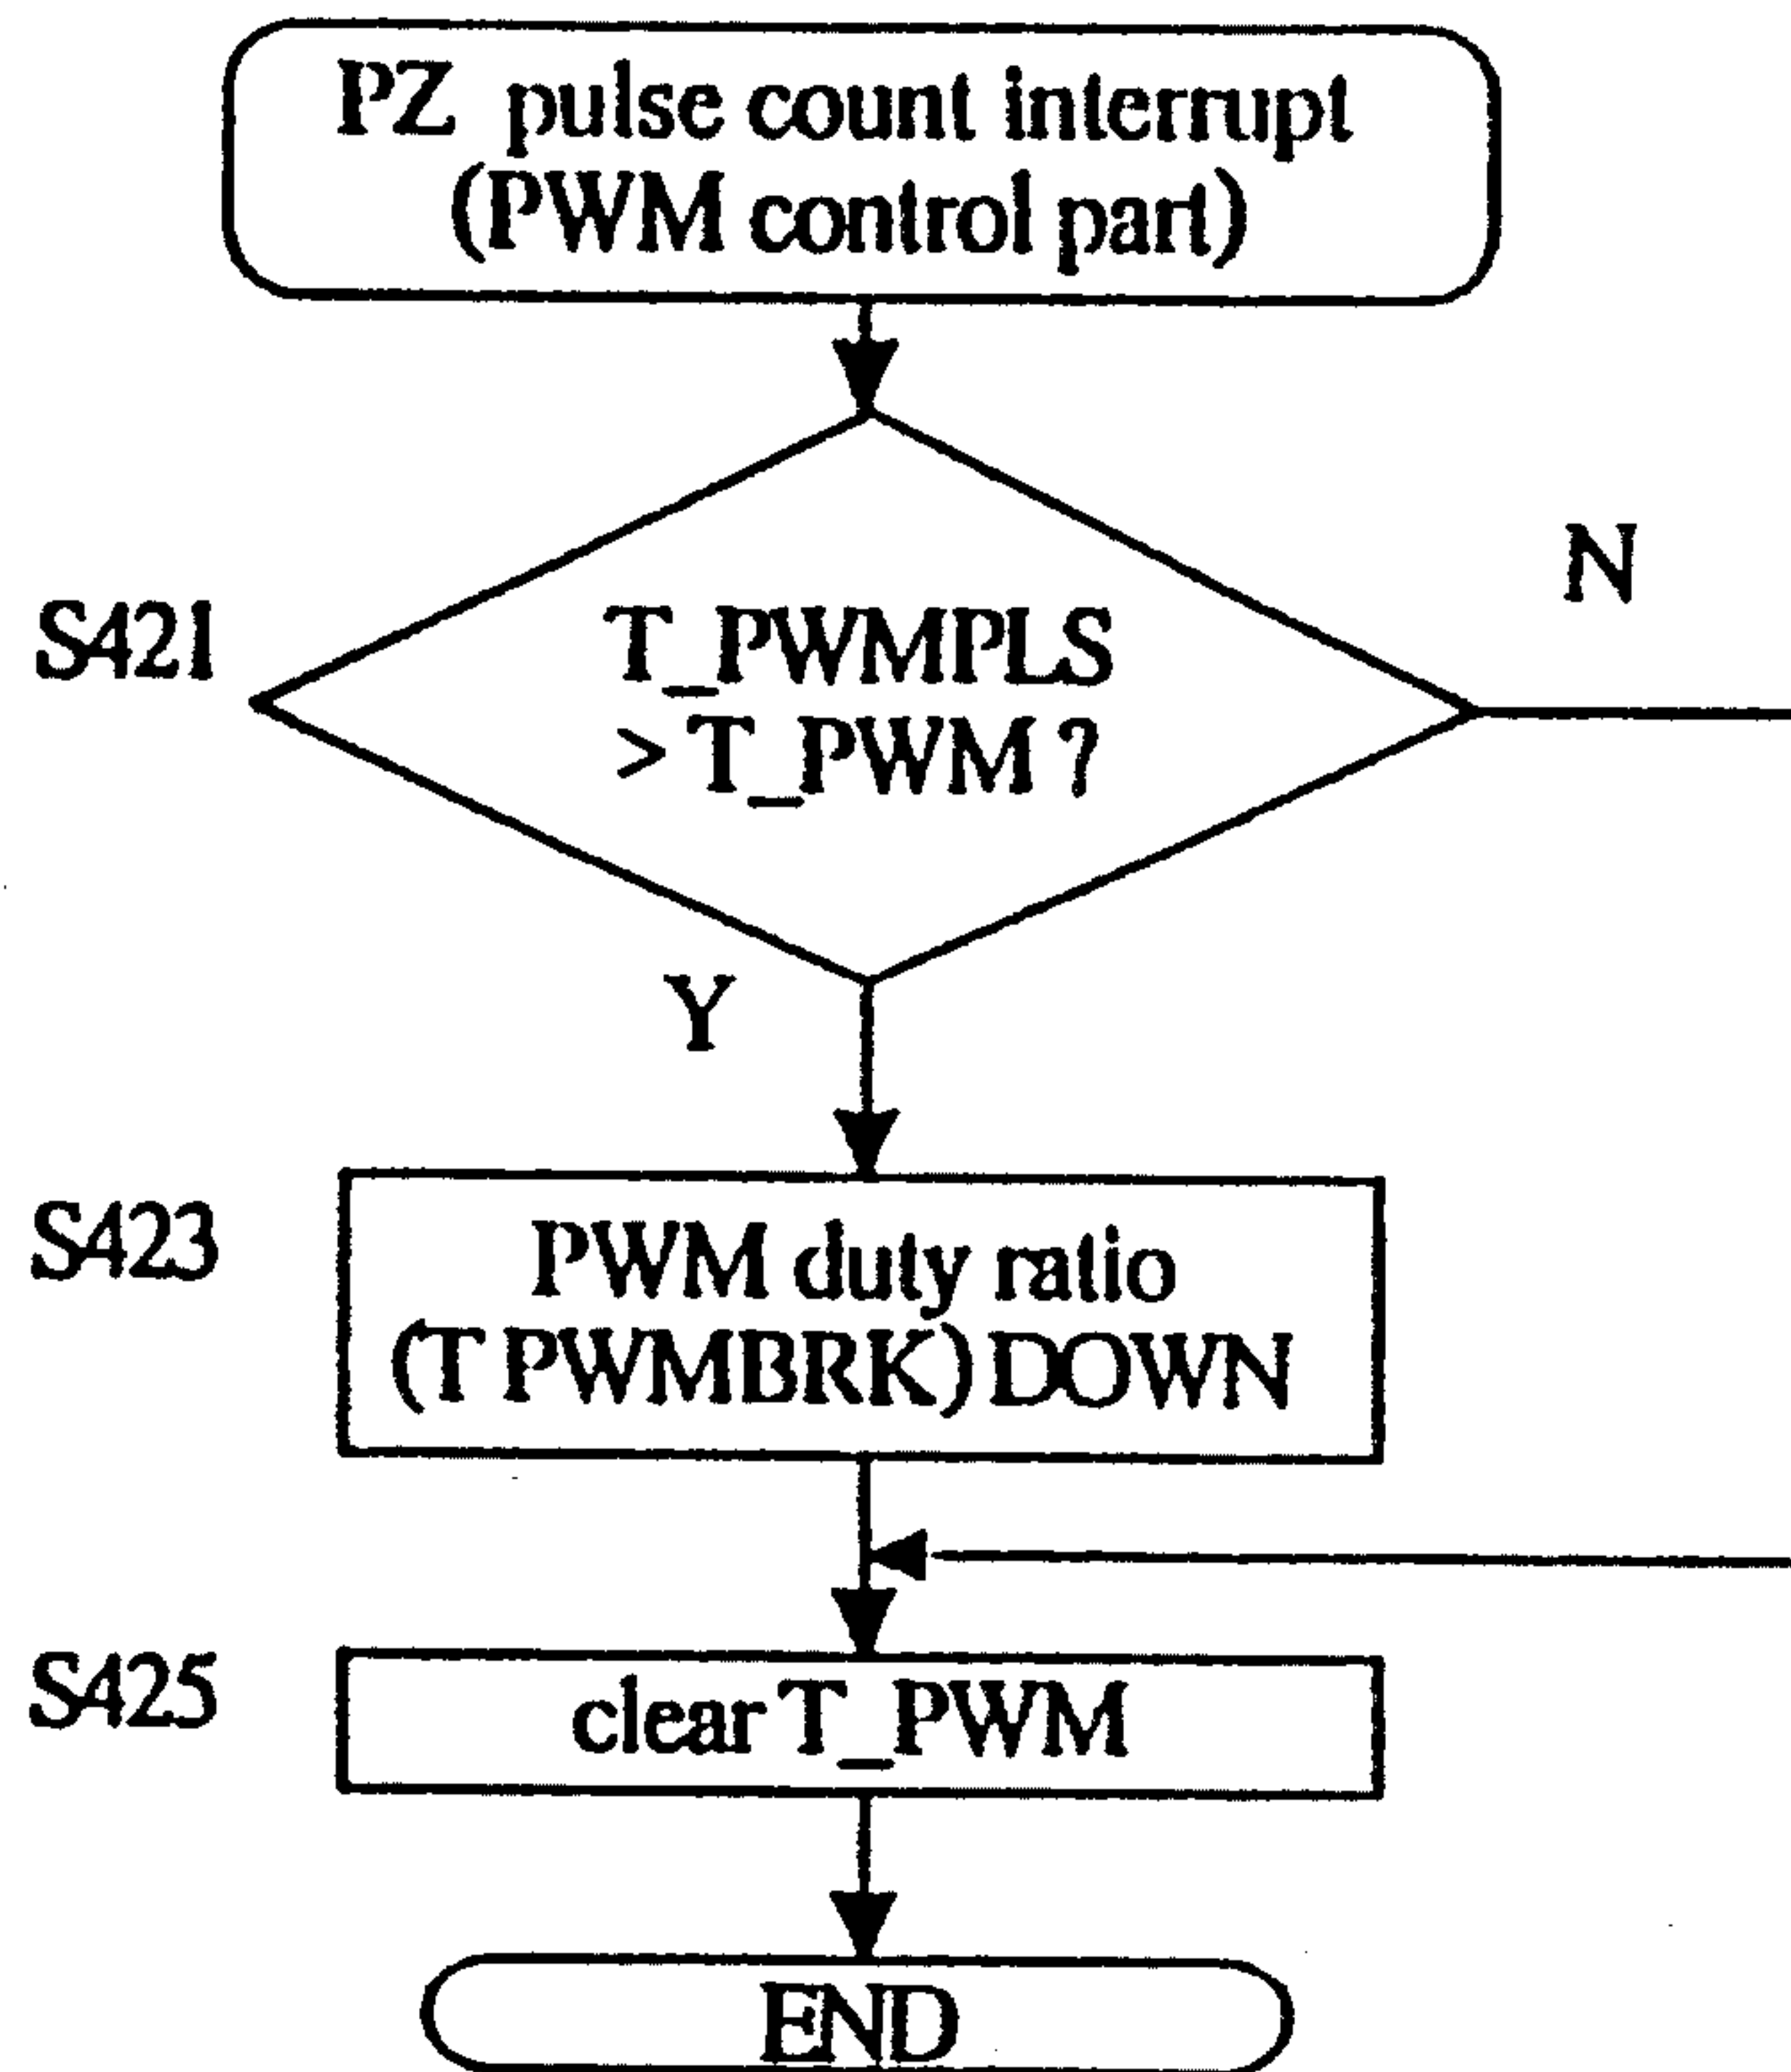 PZ pulse count interrupt
(PWM control part)
N
S421
T_PWMPLS
> T_PWM ?
Y
S423
PWM duty ratio
(T PWMBRK) DOWN
S425
clear T_PWM
END